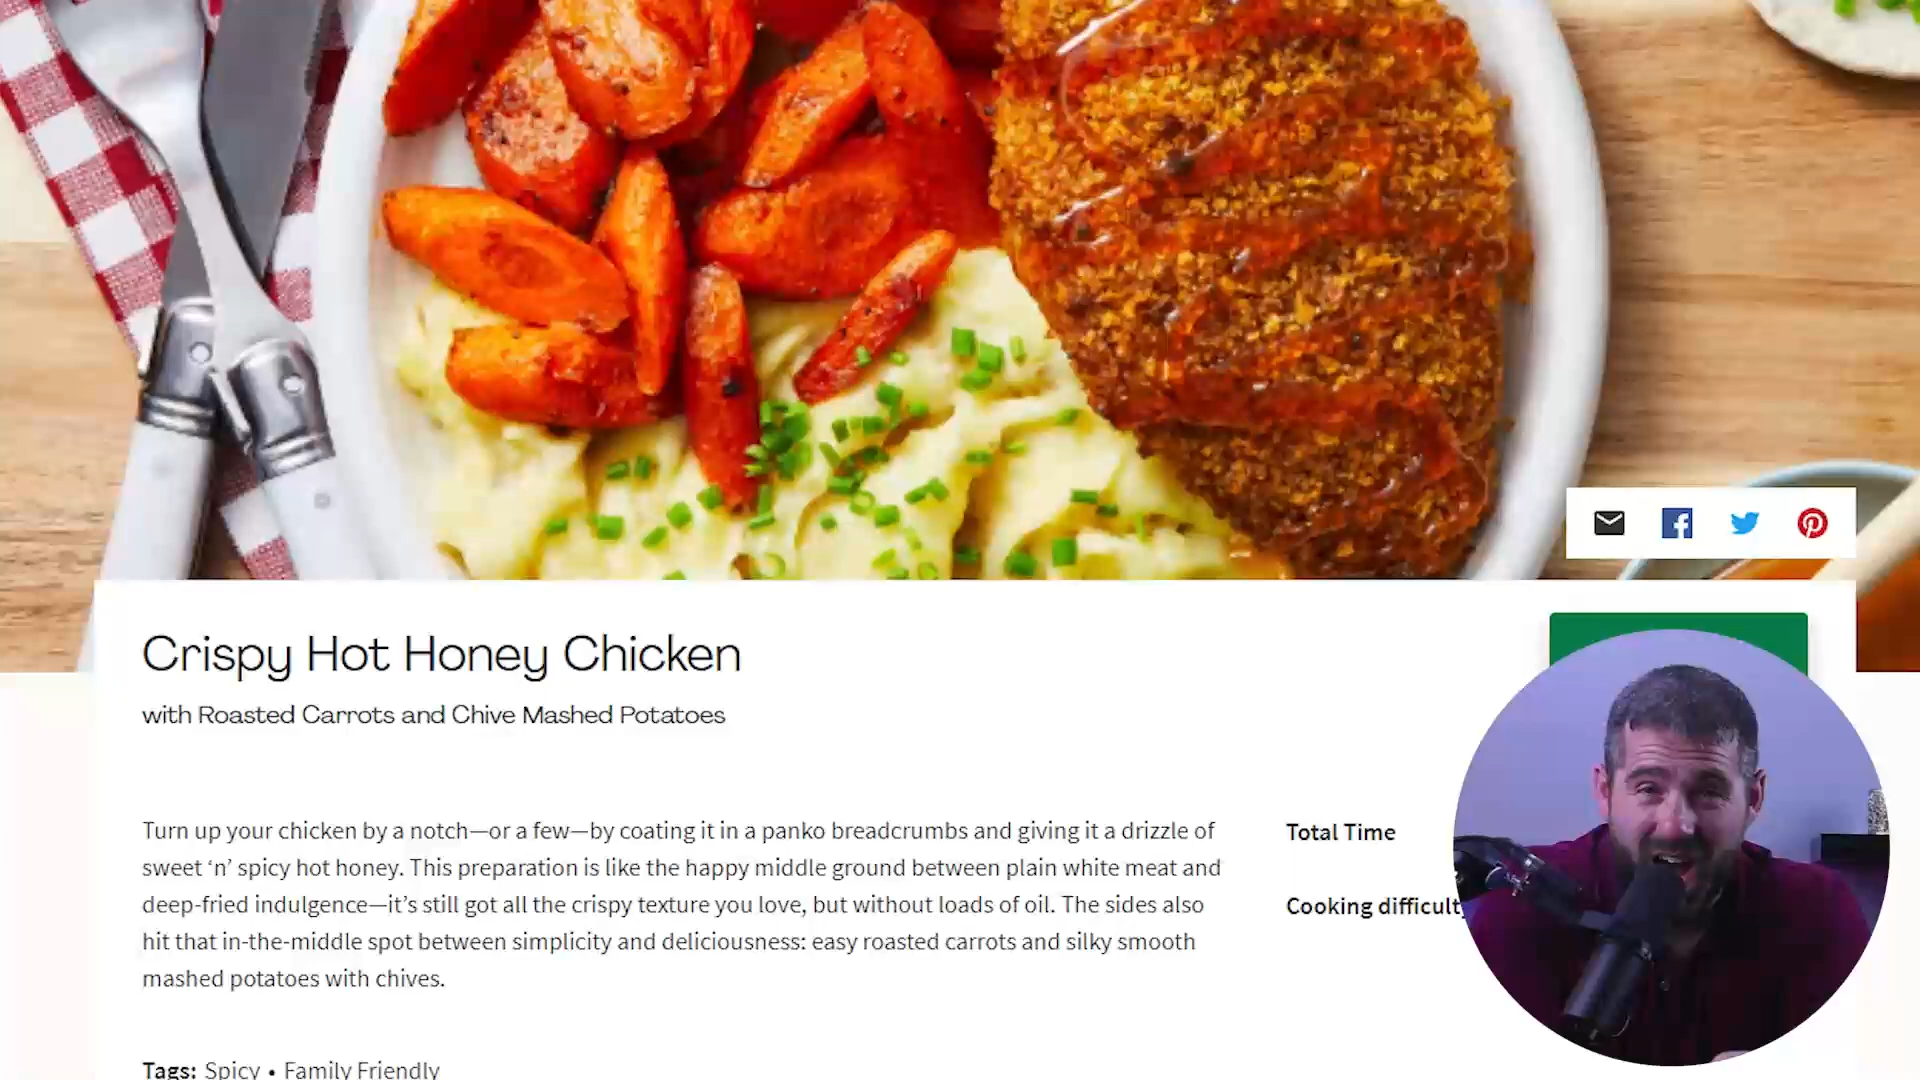 Crispy Hot Honey Chicken
with Roasted Carrots and Chive Mashed Potatoes
Turn up your chicken by a notch—or a few—by coating it in a panko breadcrumbs and giving it a drizzle of
sweet ‘n’ spicy hot honey. This preparation is like the happy middle ground between plain white meat and
deep-fried indulgence—it’s still got all the crispy texture you love, but without loads of oil. The sides also
hit that in-the-middle spot between simplicity and deliciousness: easy roasted carrots and silky smooth
mashed potatoes with chives.
Total Time
Cooking difficulty
Tags: Spicy • Family Friendly